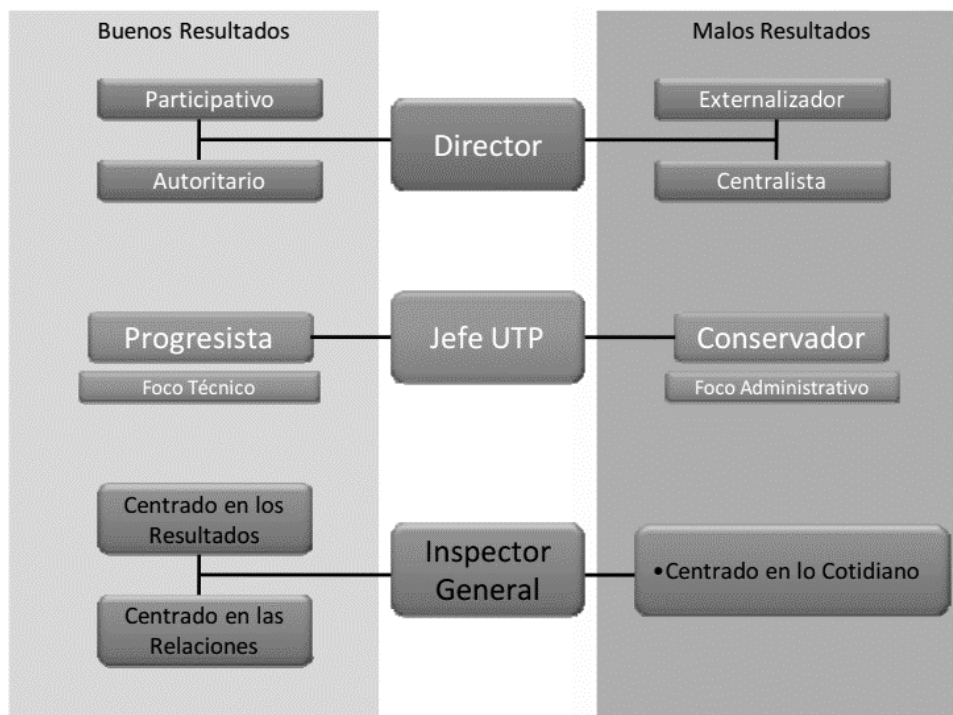 Buenos Resultados
Malos Resultados
Participativo
Autoritario
Director
Externalizador
Centralista
Progresista
Foco Técnico
Jefe UTP
Conservador
Foco Administrativo
Centrado en los
Resultados
Centrado en las
Relaciones
Inspector
General
•Centrado en lo Cotidiano